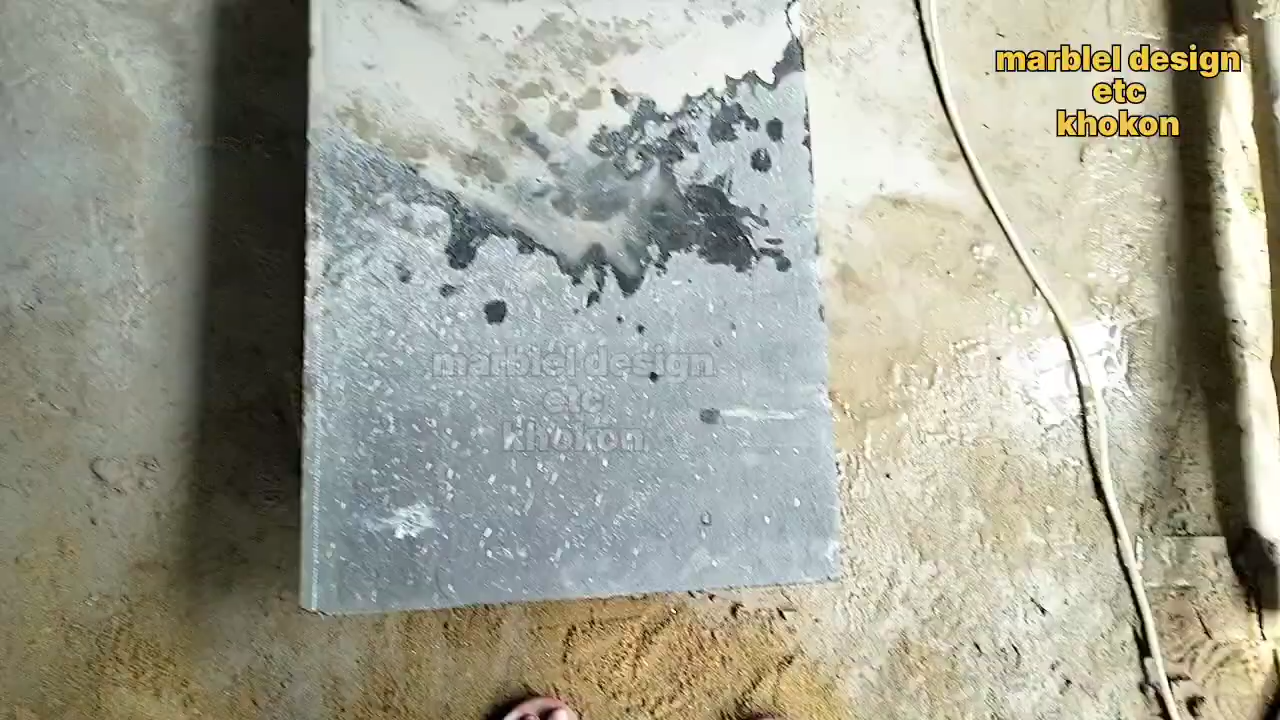 marblel design
etc
khokon
marblel design
etc
khokon